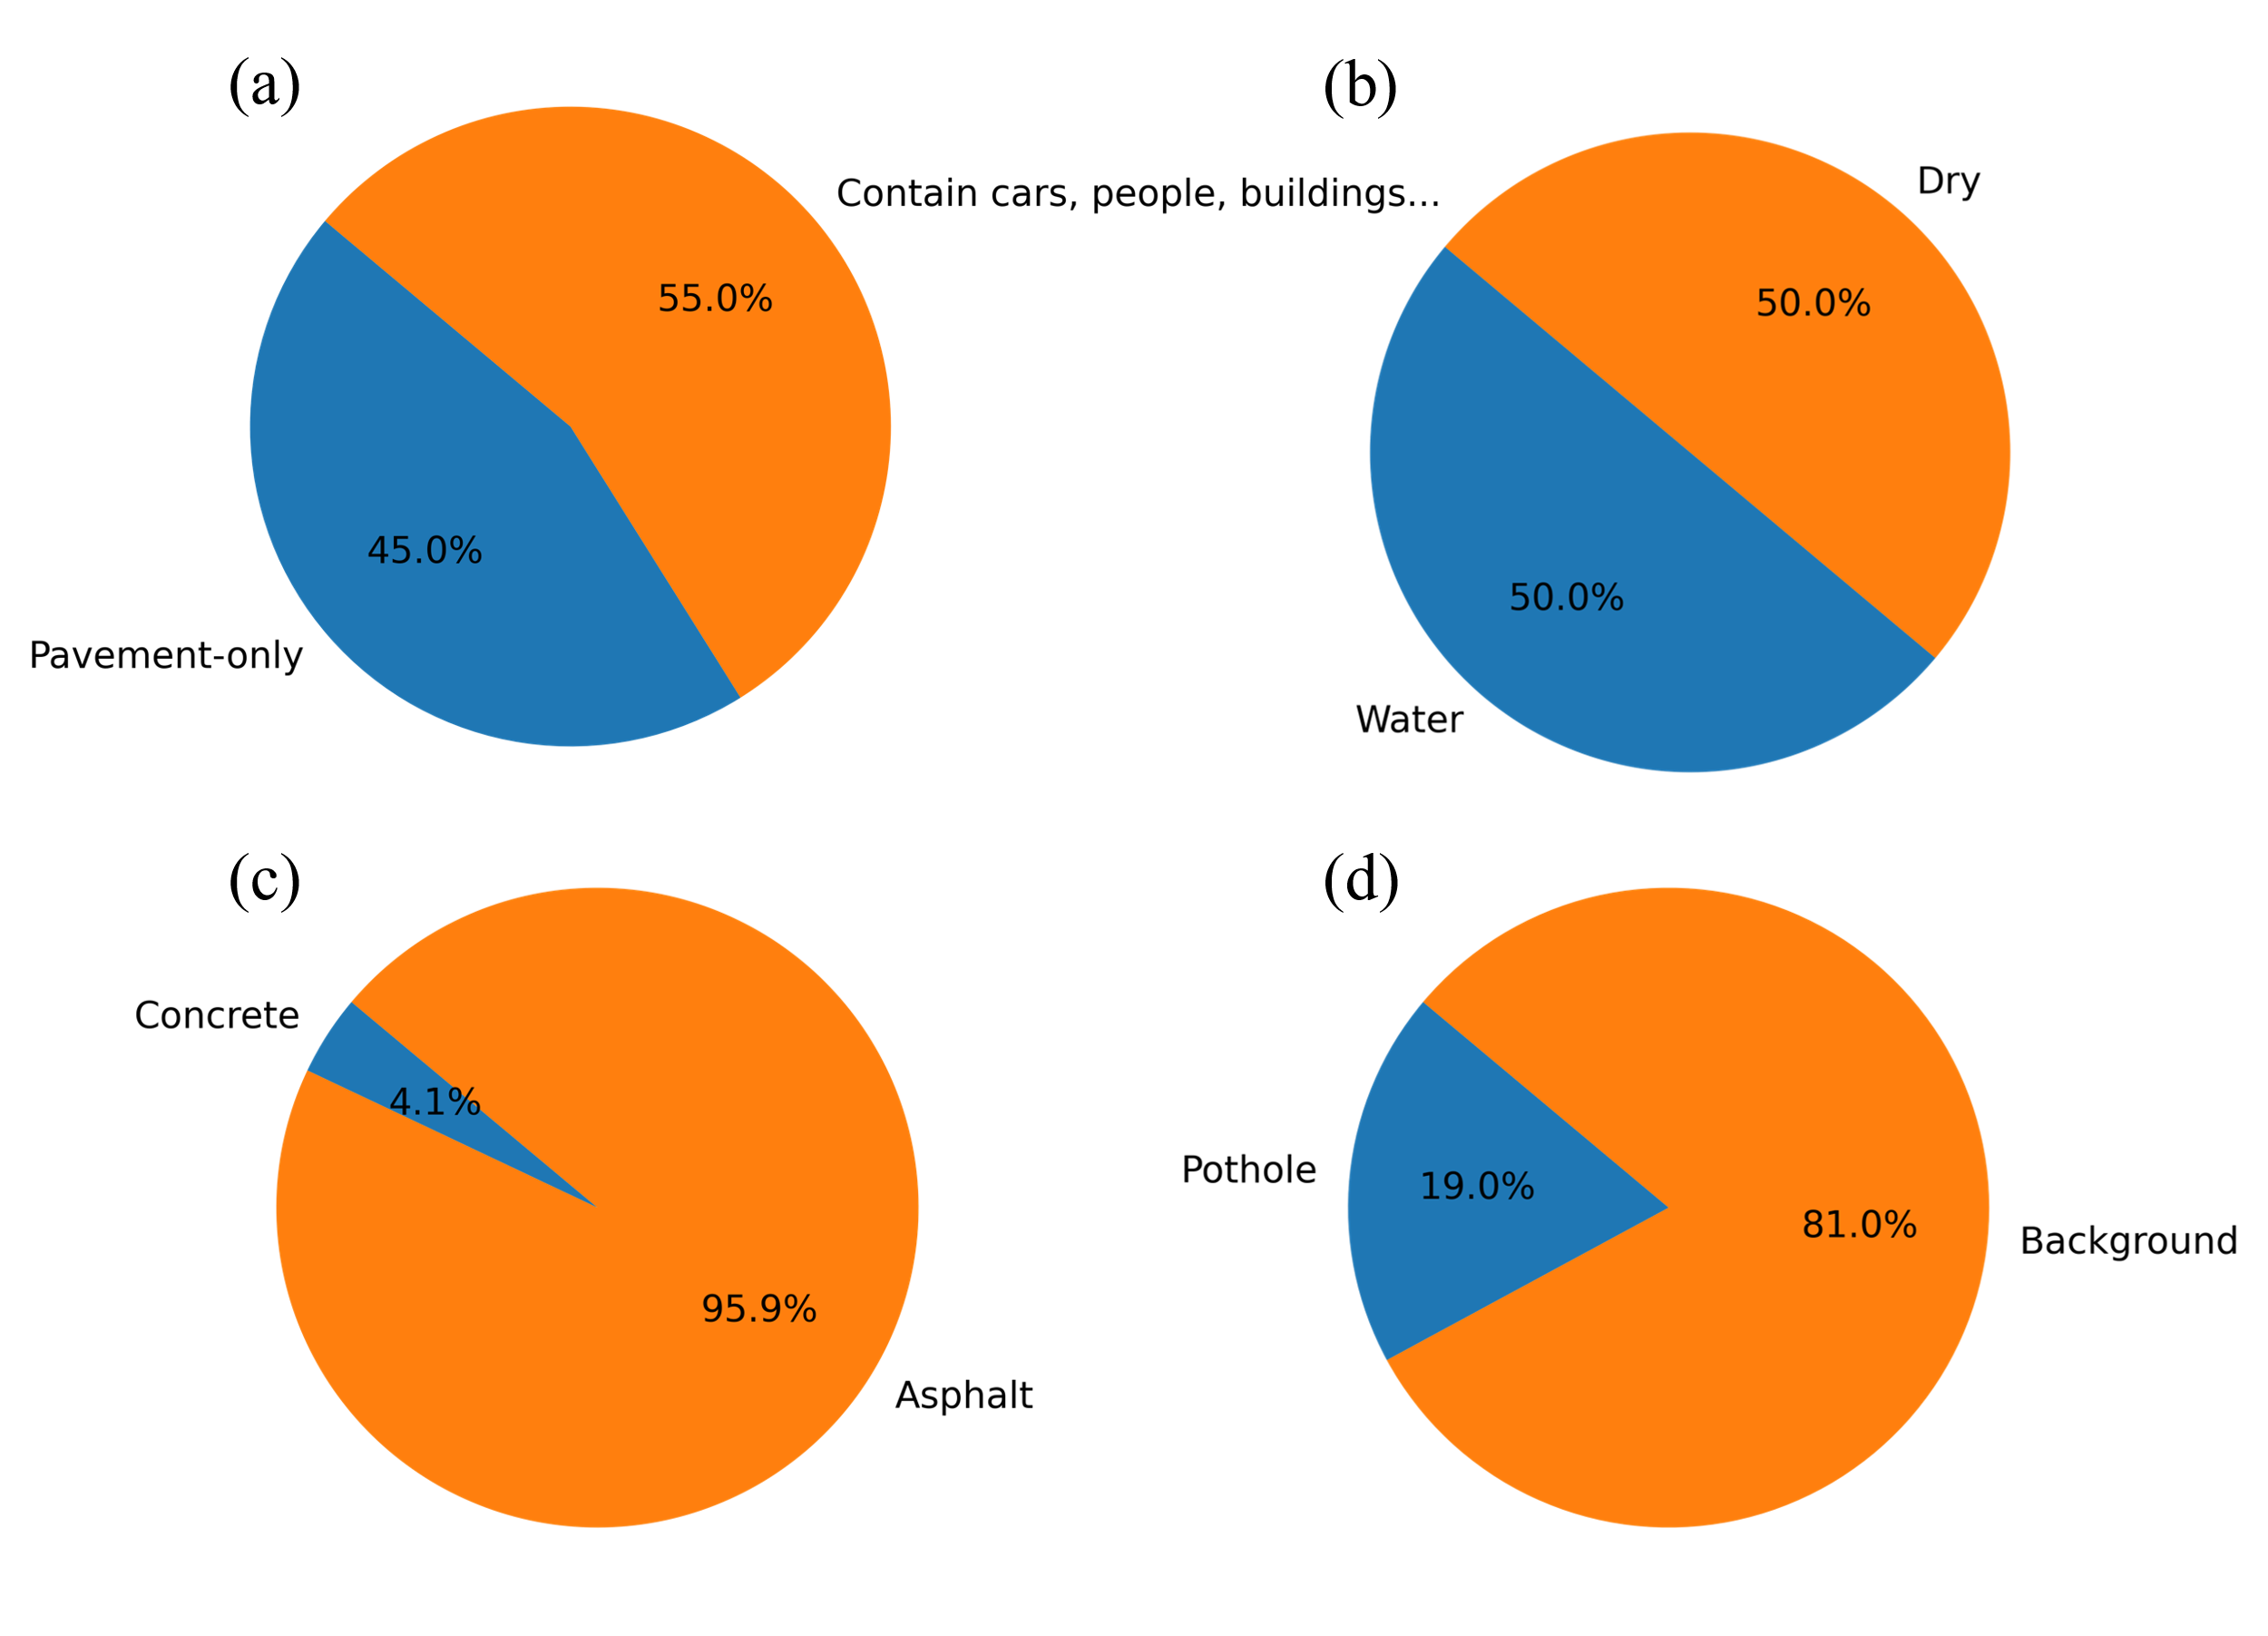 (a)
Contain cars, people, buildings...
55.0%
45.0%
Pavement-only
(b)
Dry
50.0%
50.0%
Water
(c)
Concrete
4.1%
95.9%
Asphalt
(d)
Pothole
19.0%
81.0%
Background